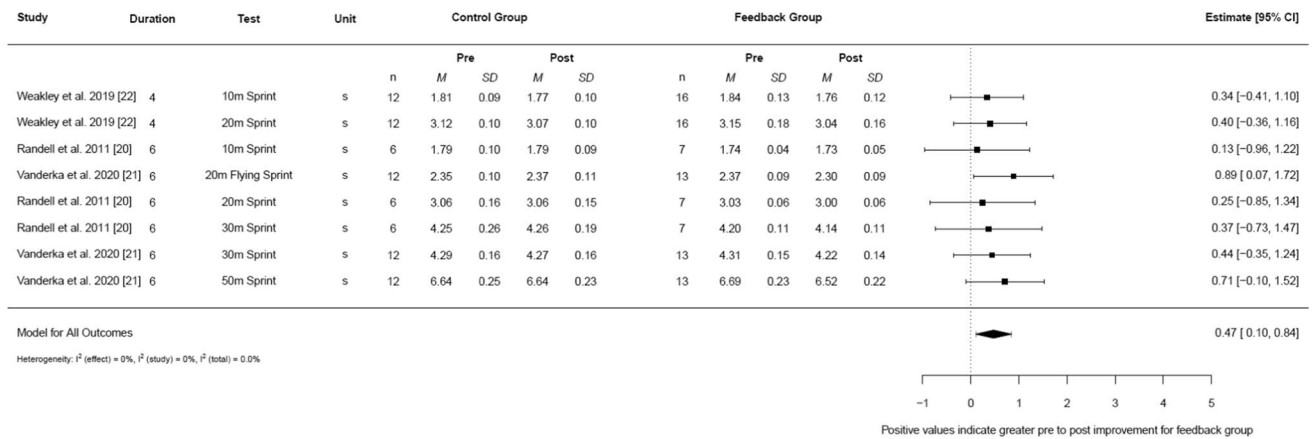 Study Duration Test Unit Control Group Feedback Group Estimate [95% CI]
Pre Post Pre Post
n M SD M SD n M SD M SD
Weakley et al. 2019 [22] 4 10m Sprint s 12 1.81 0.09 1.77 0.10 16 1.84 0.13 1.76 0.12 0.34 [−0.41, 1.10]
Weakley et al. 2019 [22] 4 20m Sprint s 12 3.12 0.10 3.07 0.10 16 3.15 0.18 3.04 0.16 0.40 [−0.36, 1.16]
Randell et al. 2011 [20] 6 10m Sprint s 6 1.79 0.10 1.79 0.09 7 1.74 0.04 1.73 0.05 0.13 [−0.96, 1.22]
Vanderka et al. 2020 [21] 6 20m Flying Sprint s 12 2.35 0.10 2.37 0.11 13 2.37 0.09 2.30 0.09 0.89 [ 0.07, 1.72]
Randell et al. 2011 [20] 6 20m Sprint s 6 3.06 0.16 3.06 0.15 7 3.03 0.06 3.00 0.06 0.25 [−0.85, 1.34]
Randell et al. 2011 [20] 6 30m Sprint s 6 4.25 0.26 4.26 0.19 7 4.20 0.11 4.14 0.11 0.37 [−0.73, 1.47]
Vanderka et al. 2020 [21] 6 30m Sprint s 12 4.29 0.16 4.27 0.16 13 4.31 0.15 4.22 0.14 0.44 [−0.35, 1.24]
Vanderka et al. 2020 [21] 6 50m Sprint s 12 6.64 0.25 6.64 0.23 13 6.69 0.23 6.52 0.22 0.71 [−0.10, 1.52]
Model for All Outcomes 0.47 [ 0.10, 0.84]
Heterogeneity: I² (effect) = 0%, I² (study) = 0%, I² (total) = 0.0%
−1 0 1 2 3 4 5
Positive values indicate greater pre to post improvement for feedback group